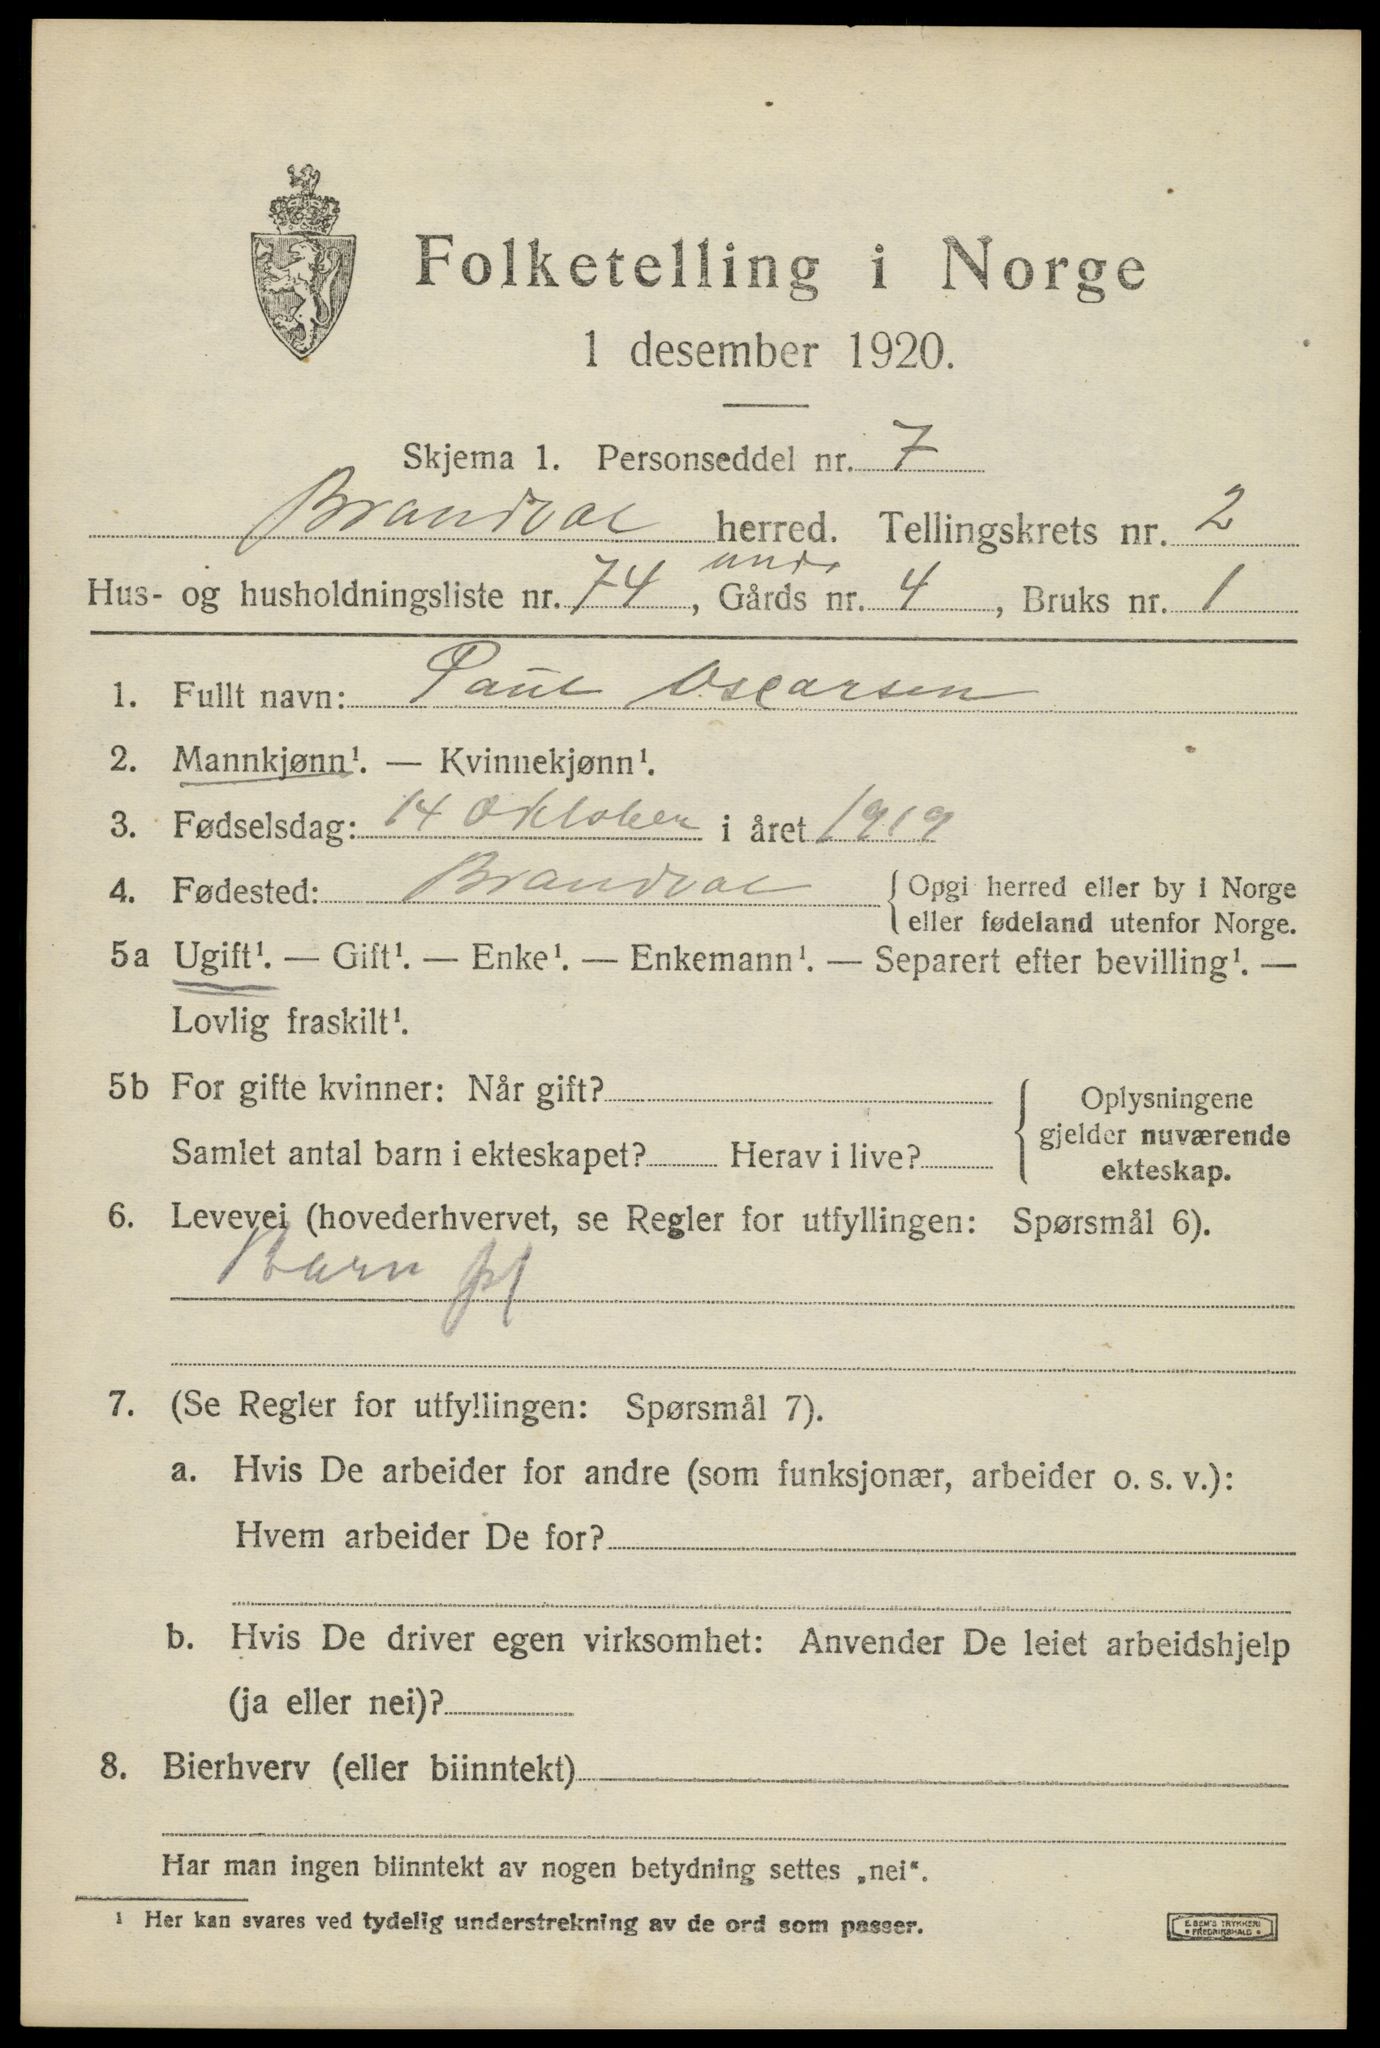 Folketelling i Norge
1 desember 1920.
Skjema 1. Personseddel nr. 7
Brandval herred. Tellingskrets nr. 2
und.
Hus- og husholdningsliste nr. 74, Gårds nr. 4, Bruks nr. 1
1. Fullt navn: Paul Oscarsen
2. Mannkjønn¹. — Kvinnekjønn¹.
3. Fødselsdag: 14 Oktober i året 1919
4. Fødested: Brandval {Opgi herred eller by i Norge
eller fødeland utenfor Norge.
5a Ugift¹. — Gift¹. — Enke¹. — Enkemann¹. — Separert efter bevilling¹. —
Lovlig fraskilt¹.
5b For gifte kvinner: Når gift?
Samlet antal barn i ekteskapet? Herav i live?
Oplysningene
gjelder nuværende
ekteskap.
6. Levevei (hovederhvervet, se Regler for utfyllingen: Spørsmål 6).
Barn
7. (Se Regler for utfyllingen: Spørsmål 7).
a. Hvis De arbeider for andre (som funksjonær, arbeider o. s. v.):
Hvem arbeider De for?
b. Hvis De driver egen virksomhet: Anvender De leiet arbeidshjelp
(ja eller nei)?
8. Bierhverv (eller biinntekt)
Har man ingen biinntekt av nogen betydning settes „nei“.
¹ Her kan svares ved tydelig understrekning av de ord som passer.
E. SEM'S TRYKKERI
• FREDRIKSHALD •